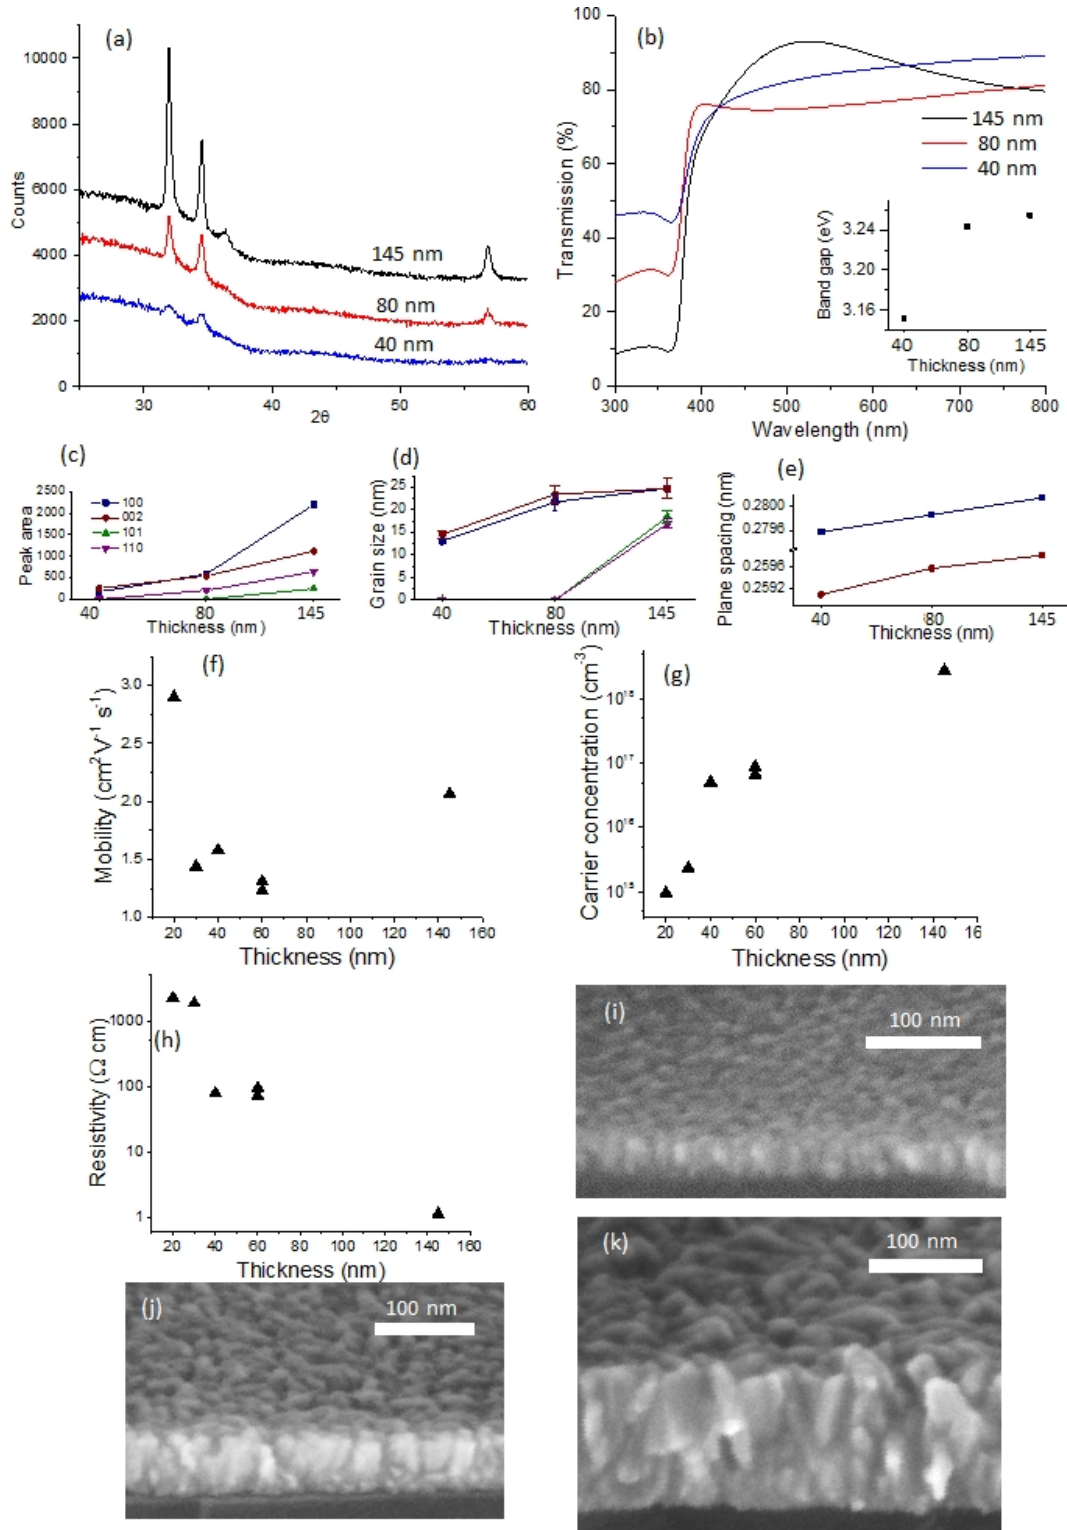 (a)
Counts
10000
8000
6000
4000
2000
0
145 nm
80 nm
40 nm
30 40 50 60
2θ
(b)
Transmission (%)
100
80
60
40
20
0
145 nm
80 nm
40 nm
Band gap (eV)
3.24
3.20
3.16
40 80 145
Thickness (nm)
300 400 500 600 700 800
Wavelength (nm)
(c)
Peak area
2500
2000
1500
1000
500
0
100
002
101
110
40 80 145
Thickness (nm)
(d)
Grain size (nm)
25
20
15
10
5
0
40 80 145
Thickness (nm)
(e)
Plane spacing (nm)
0.2800
0.2796
0.2596
0.2592
40 80 145
Thickness (nm)
(f)
Mobility (cm²V⁻¹ s⁻¹)
3.0
2.5
2.0
1.5
1.0
20 40 60 80 100 120 140 160
Thickness (nm)
(g)
Carrier concentration (cm⁻³)
10¹⁸
10¹⁷
10¹⁶
10¹⁵
20 40 60 80 100 120 140 16
Thickness (nm)
(h)
Resistivity (Ω cm)
1000
100
10
1
20 40 60 80 100 120 140 160
Thickness (nm)
(i)
100 nm
(j)
100 nm
(k)
100 nm